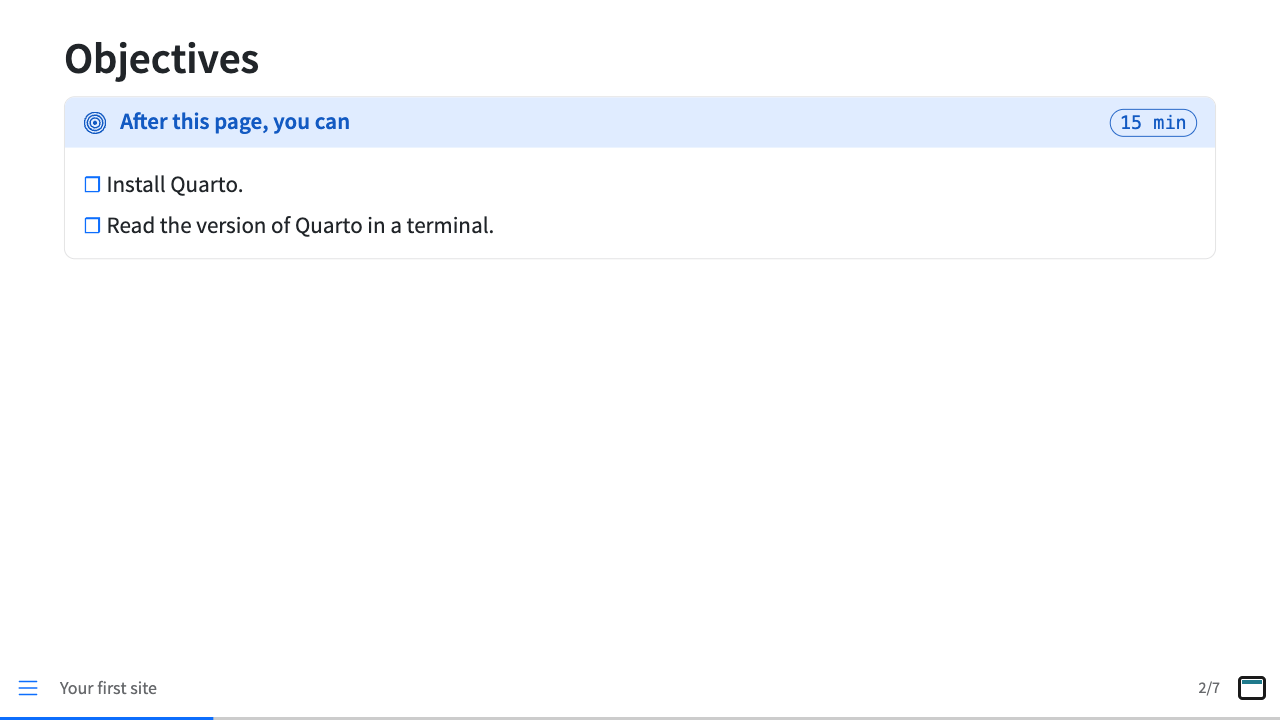 Objectives
After this page, you can
15 min
Install Quarto.
Read the version of Quarto in a terminal.
Your first site
2/7